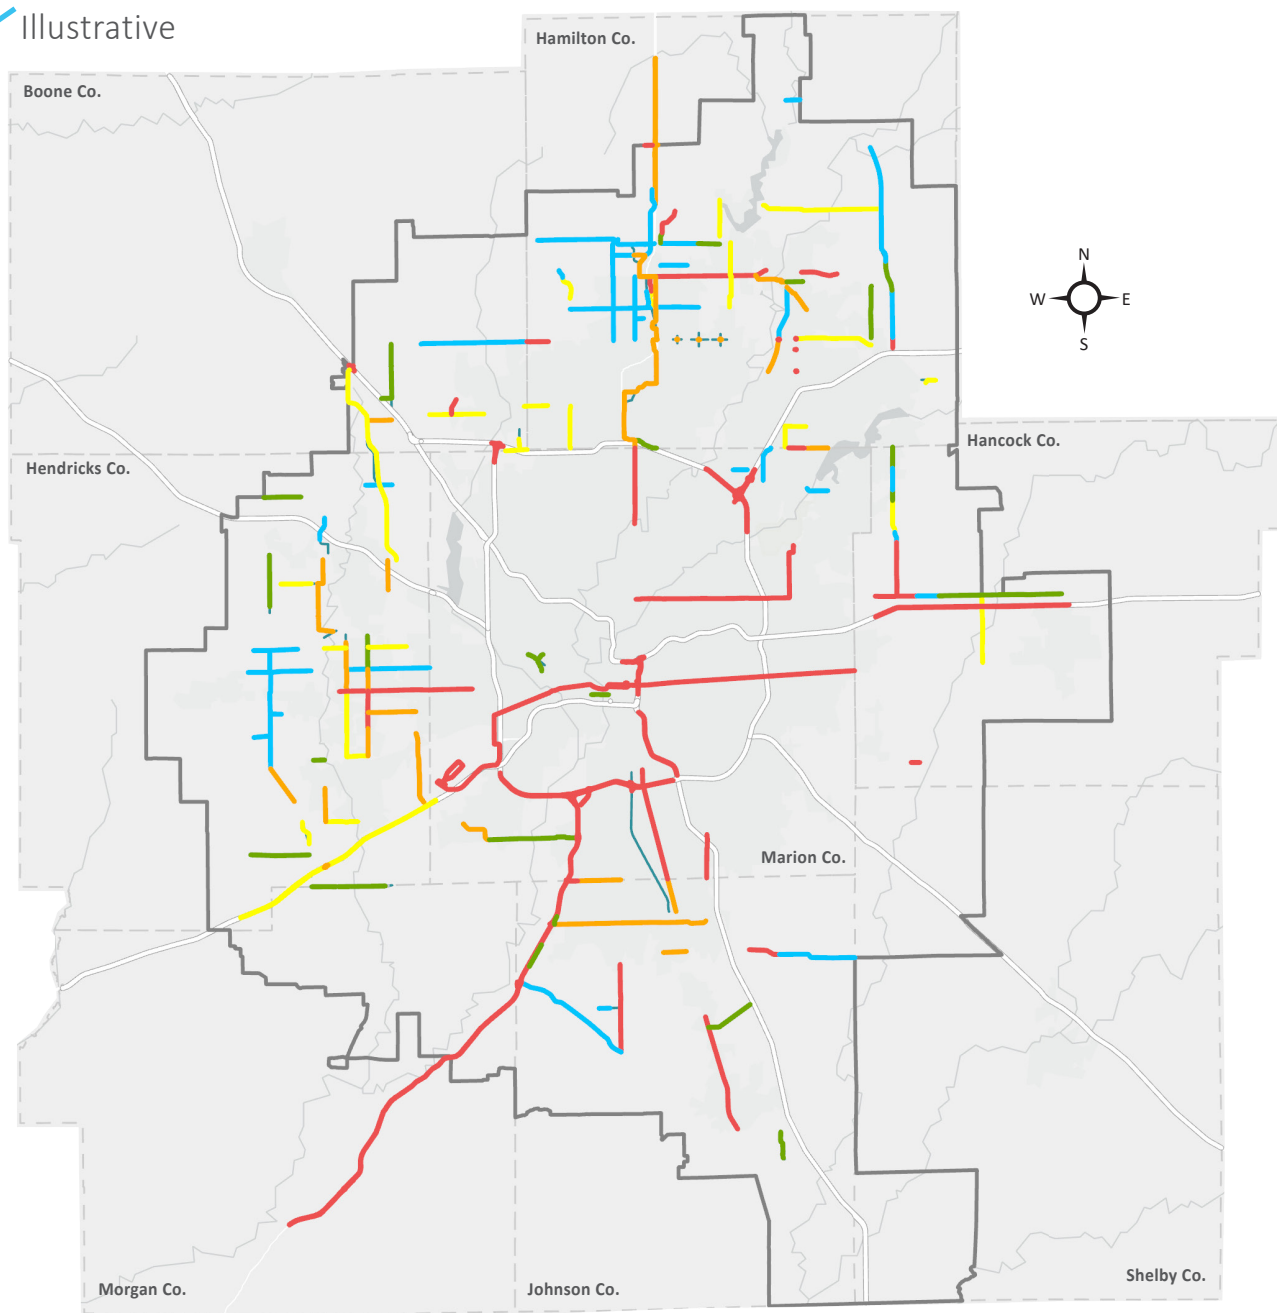 Illustrative
Hamilton Co.
Boone Co.
N
W
E
S
Hancock Co.
Hendricks Co.
Marion Co.
Shelby Co.
Morgan Co.
Johnson Co.